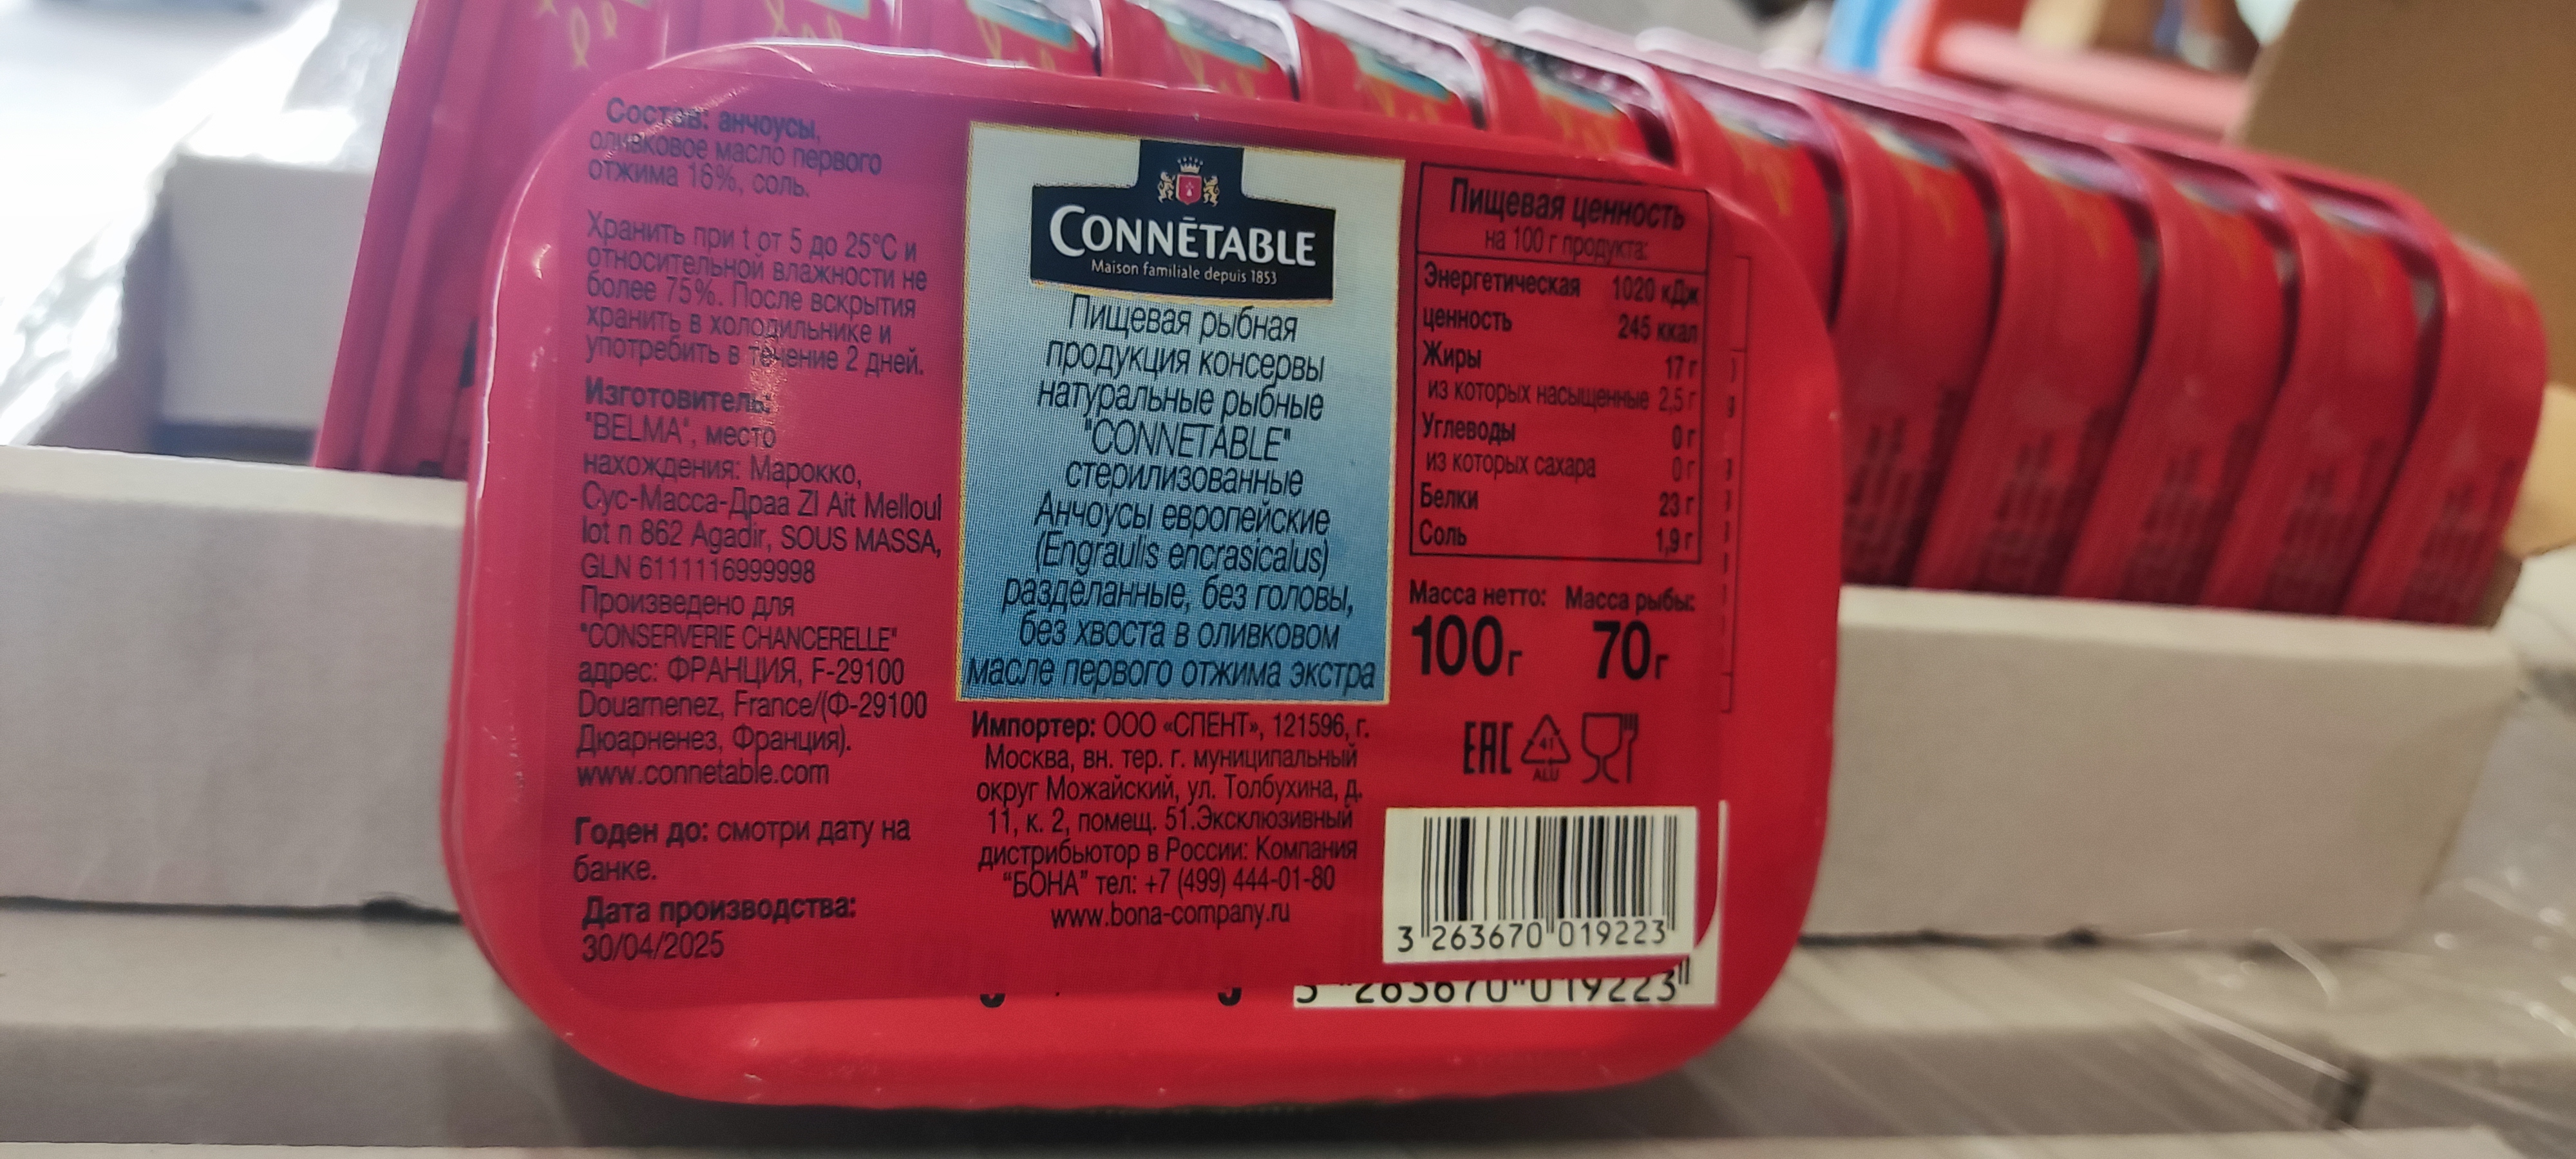 Состав: анчоусы,
оливковое масло первого
отжима 16%, соль.
Хранить при t от 5 до 25°С и
относительной влажности не
более 75%. После вскрытия
хранить в холодильнике и
употребить в течение 2 дней.
Изготовитель:
"BELMA", место
нахождения: Марокко,
Сус-Масса-Драа ZI Ait Melloul
lot n 862 Agadir, SOUS MASSA,
GLN 6111116999998
Произведено для
"CONSERVERIE CHANCERELLE"
адрес: ФРАНЦИЯ, F-29100
Douarnenez, France/(Ф-29100
Дюарненез, Франция).
www.connetable.com
Годен до: смотри дату на
банке.
Дата производства:
30/04/2025
CONNĒTABLE
Maison familiale depuis 1853
Пищевая рыбная
продукция консервы
натуральные рыбные
"CONNETABLE"
стерилизованные
Анчоусы европейские
(Engraulis encrasicalus)
разделанные, без головы,
без хвоста в оливковом
масле первого отжима экстра
Импортер: ООО «СПЕНТ», 121596, г.
Москва, вн. тер. г. муниципальный
округ Можайский, ул. Толбухина, д.
11, к. 2, помещ. 51.Эксклюзивный
дистрибьютор в России: Компания
"БОНА" тел: +7 (499) 444-01-80
www.bona-company.ru
Пищевая ценность
на 100 г продукта:
Энергетическая 1020 кДж
ценность 245 ккал
Жиры 17 г
из которых насыщенные 2,5 г
Углеводы 0 г
из которых сахара 0 г
Белки 23 г
Соль 1,9 г
Масса нетто: Масса рыбы:
100г 70г
EAC 41 ALU
3 263670 019223
3 263670 019223